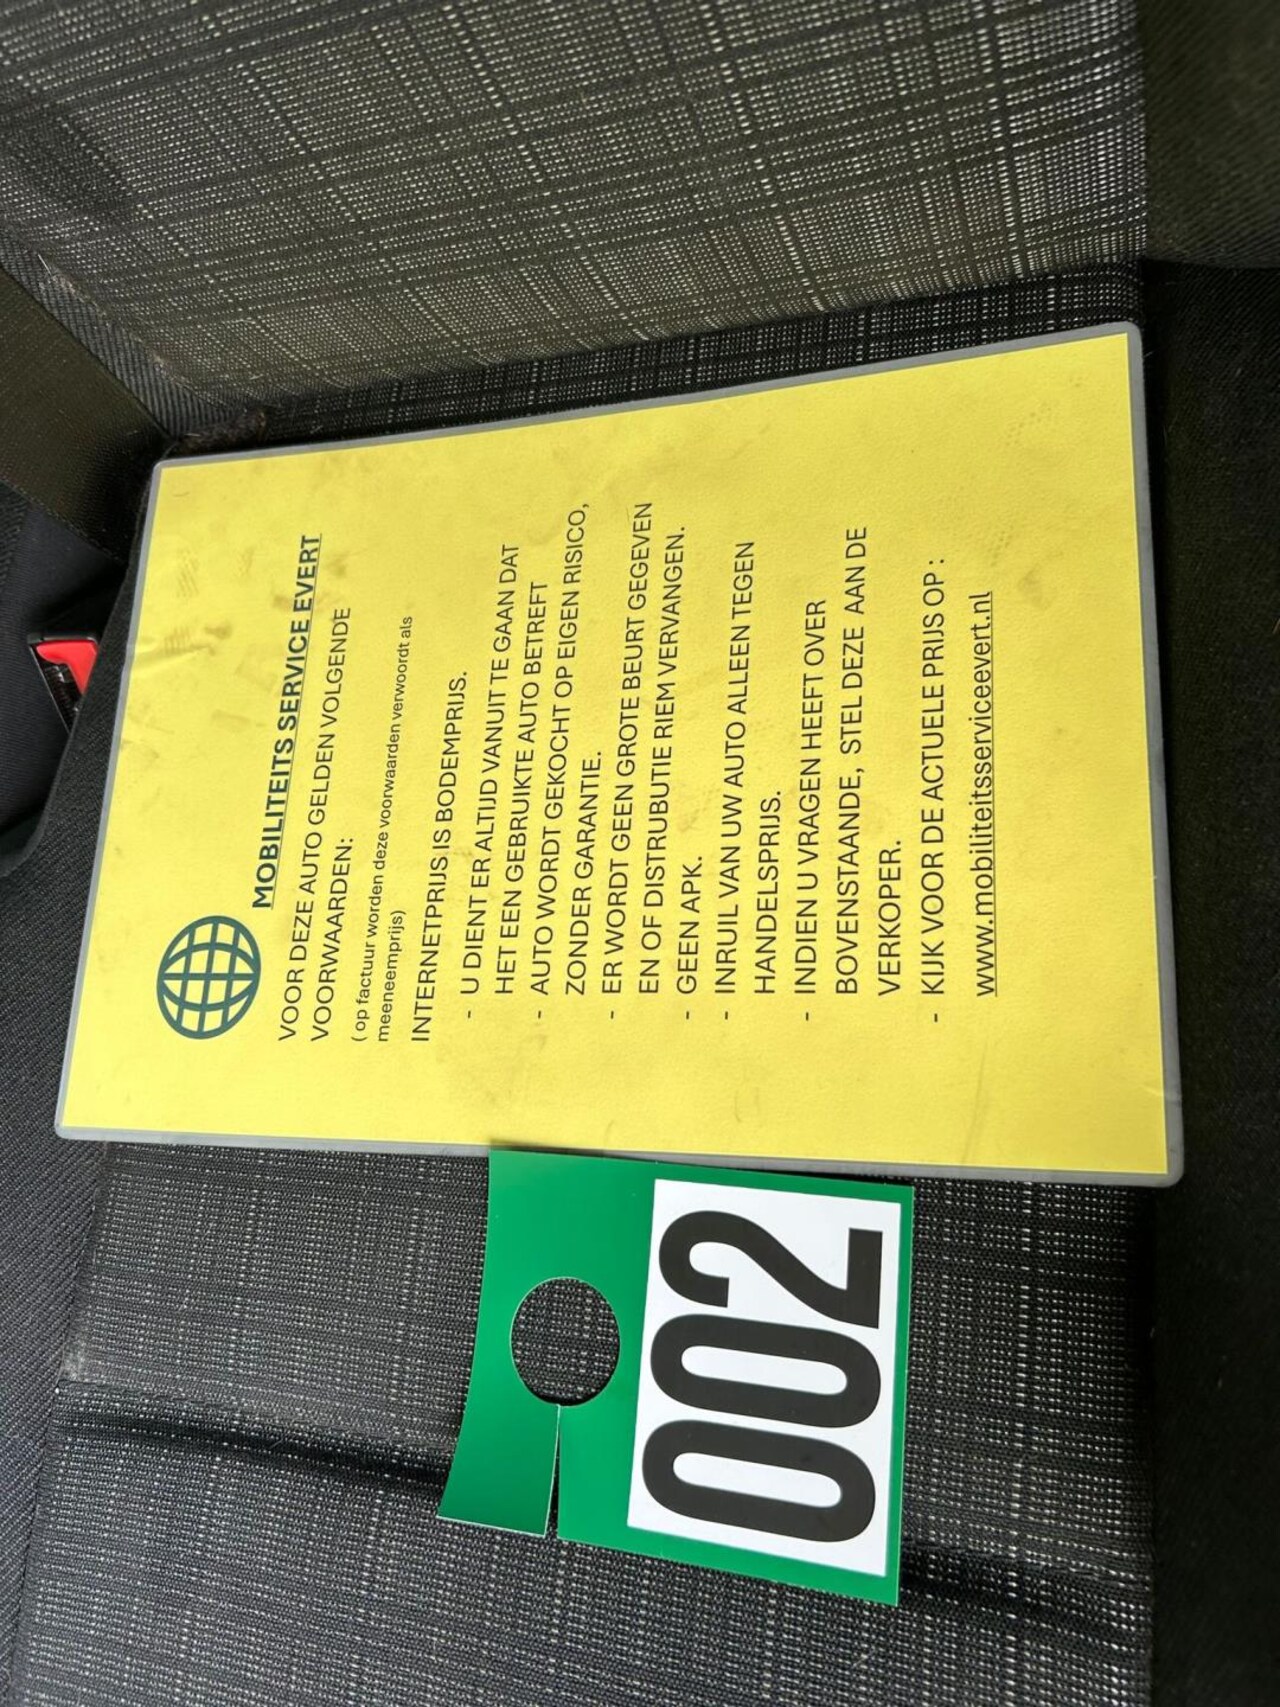 MOBILITEITS SERVICE EVERT
VOOR DEZE AUTO GELDEN VOLGENDE
VOORWAARDEN:
( op factuur worden deze voorwaarden verwoordt als
meeneemprijs)
INTERNETPRIJS IS BODEMPRIJS.
- U DIENT ER ALTIJD VANUIT TE GAAN DAT
HET EEN GEBRUIKTE AUTO BETREFT
- AUTO WORDT GEKOCHT OP EIGEN RISICO,
ZONDER GARANTIE.
- ER WORDT GEEN GROTE BEURT GEGEVEN
EN OF DISTRUBUTIE RIEM VERVANGEN.
- GEEN APK.
- INRUIL VAN UW AUTO ALLEEN TEGEN
HANDELSPRIJS.
- INDIEN U VRAGEN HEEFT OVER
BOVENSTAANDE, STEL DEZE AAN DE
VERKOPER.
- KIJK VOOR DE ACTUELE PRIJS OP :
www.mobiliteitsserviceevert.nl
002